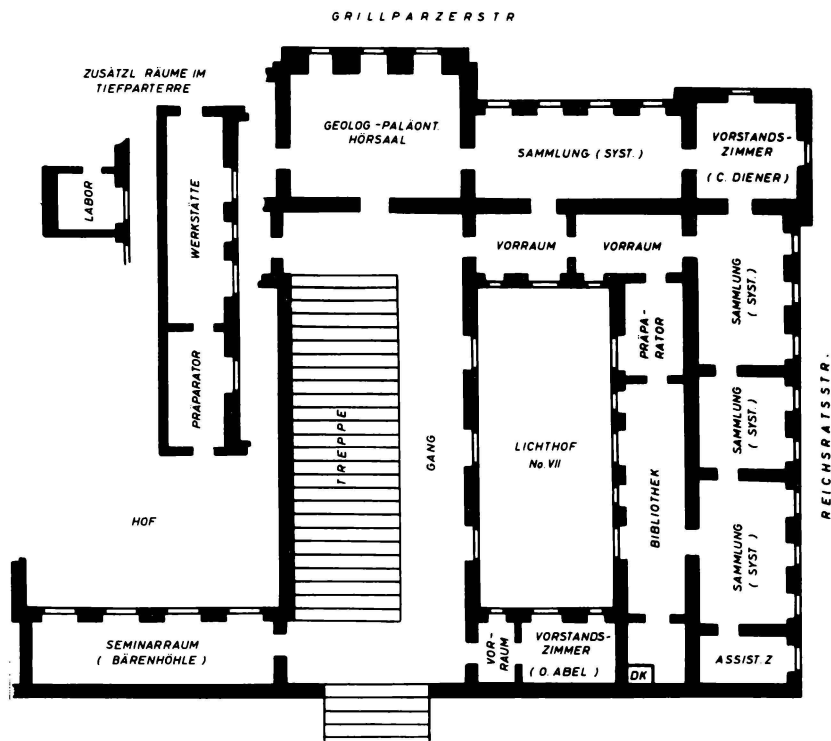 GRILLPARZERSTR
ZUSÄTZL RÄUME IM
TIEFPARTERRE
GEOLOG-PALÄONT.
HÖRSAAL
SAMMLUNG (SYST.)
VORSTANDS-
ZIMMER
(C. DIENER)
LABOR
WERKSTÄTTE
VORRAUM
VORRAUM
SAMMLUNG
(SYST.)
PRÄPA-
RATOR
PRÄPARATOR
TREPPE
GANG
LICHTHOF
No. VII
SAMMLUNG
(SYST.)
REICHSRATSSTR.
BIBLIOTHEK
HOF
SAMMLUNG
(SYST)
SEMINARRAUM
( BÄRENHÖHLE)
VOR-
RAUM
VORSTANDS-
ZIMMER
(O. ABEL)
DK
ASSIST. Z